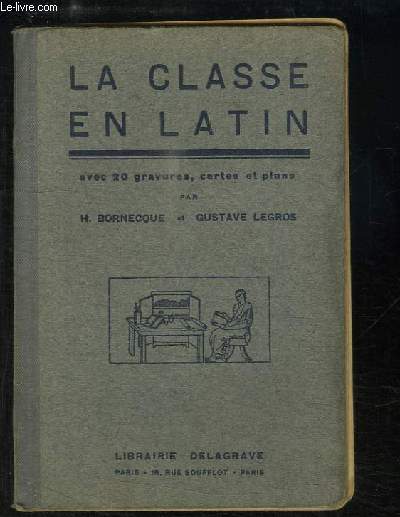 Le-livre.com
LA CLASSE
EN LATIN
avec 20 gravures, cartes et plans
PAR
H. BORNECQUE et GUSTAVE LEGROS
LIBRAIRIE DELAGRAVE
PARIS - 15, RUE SOUFFLOT - PARIS